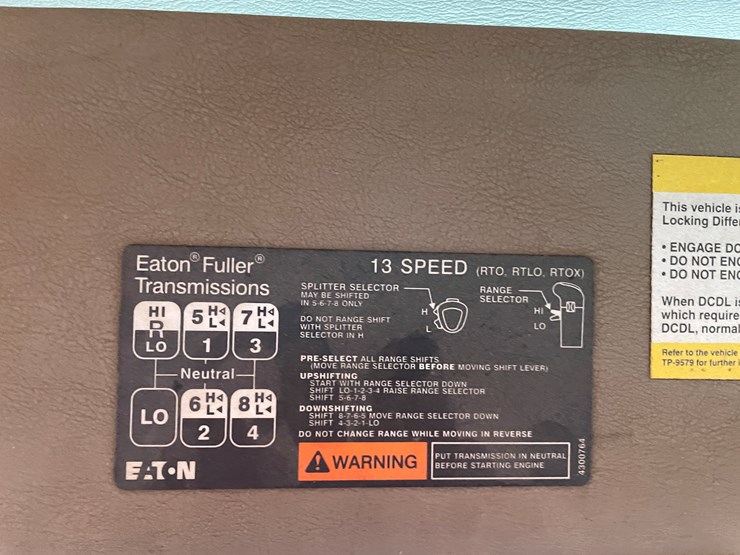 Eaton® Fuller®
Transmissions
13 SPEED (RTO, RTLO, RTOX)
HI
R
LO
5 H
L
1
7 H
L
3
Neutral
LO
6 H
L
2
8 H
L
4
EATON
SPLITTER SELECTOR
MAY BE SHIFTED
IN 5-6-7-8 ONLY
DO NOT RANGE SHIFT
WITH SPLITTER
SELECTOR IN H
H
L
RANGE
SELECTOR
HI
LO
PRE-SELECT ALL RANGE SHIFTS
(MOVE RANGE SELECTOR BEFORE MOVING SHIFT LEVER)
UPSHIFTING
START WITH RANGE SELECTOR DOWN
SHIFT LO-1-2-3-4 RAISE RANGE SELECTOR
SHIFT 5-6-7-8
DOWNSHIFTING
SHIFT 8-7-6-5 MOVE RANGE SELECTOR DOWN
SHIFT 4-3-2-1-LO
DO NOT CHANGE RANGE WHILE MOVING IN REVERSE
WARNING
PUT TRANSMISSION IN NEUTRAL
BEFORE STARTING ENGINE
4300764
This vehicle
Locking
• ENGAGE
• DO NOT
• DO NOT
When DCDL
which require
DCDL, normal
Refer to the vehicle
TP-9579 for further